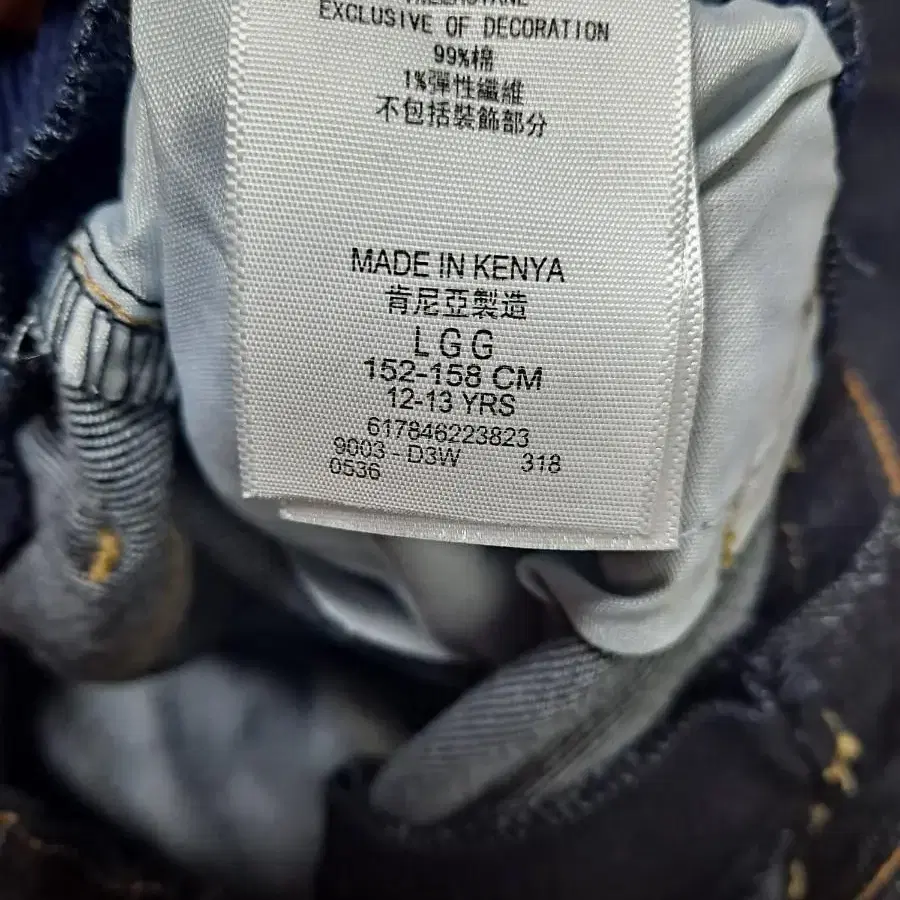 EXCLUSIVE OF DECORATION
99%棉
1%彈性纖維
不包括裝飾部分
MADE IN KENYA
肯尼亞製造
L G G
152-158 CM
12-13 YRS
617846223823
9003 - D3W 318
0536